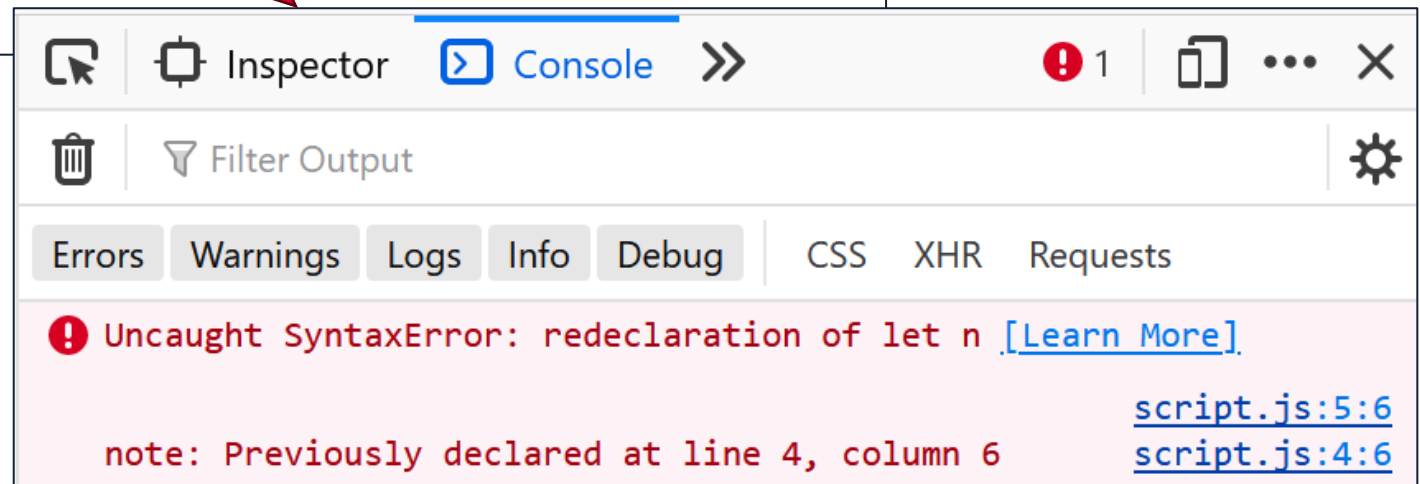 Inspector Console 1
Filter Output
Errors Warnings Logs Info Debug CSS XHR Requests
Uncaught SyntaxError: redeclaration of let n [Learn More]
script.js:5:6
note: Previously declared at line 4, column 6 script.js:4:6